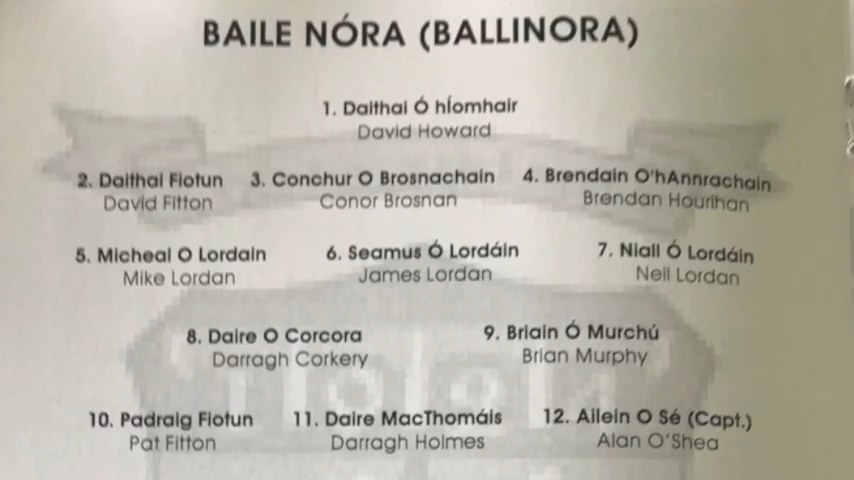 BAILE NÓRA (BALLINORA)
1. Daithai Ó hÍomhair
David Howard
2. Daithai Fiotun 3. Conchur O Brosnachain 4. Brendain O'hAnnrachain
David Fitton Conor Brosnan Brendan Hourihan
5. Micheal O Lordain 6. Seamus Ó Lordáin 7. Niall Ó Lordáin
Mike Lordan James Lordan Neil Lordan
8. Daire O Corcora 9. Briain Ó Murchú
Darragh Corkery Brian Murphy
10. Padraig Fiotun 11. Daire MacThomáis 12. Ailein O Sé (Capt.)
Pat Fitton Darragh Holmes Alan O'Shea